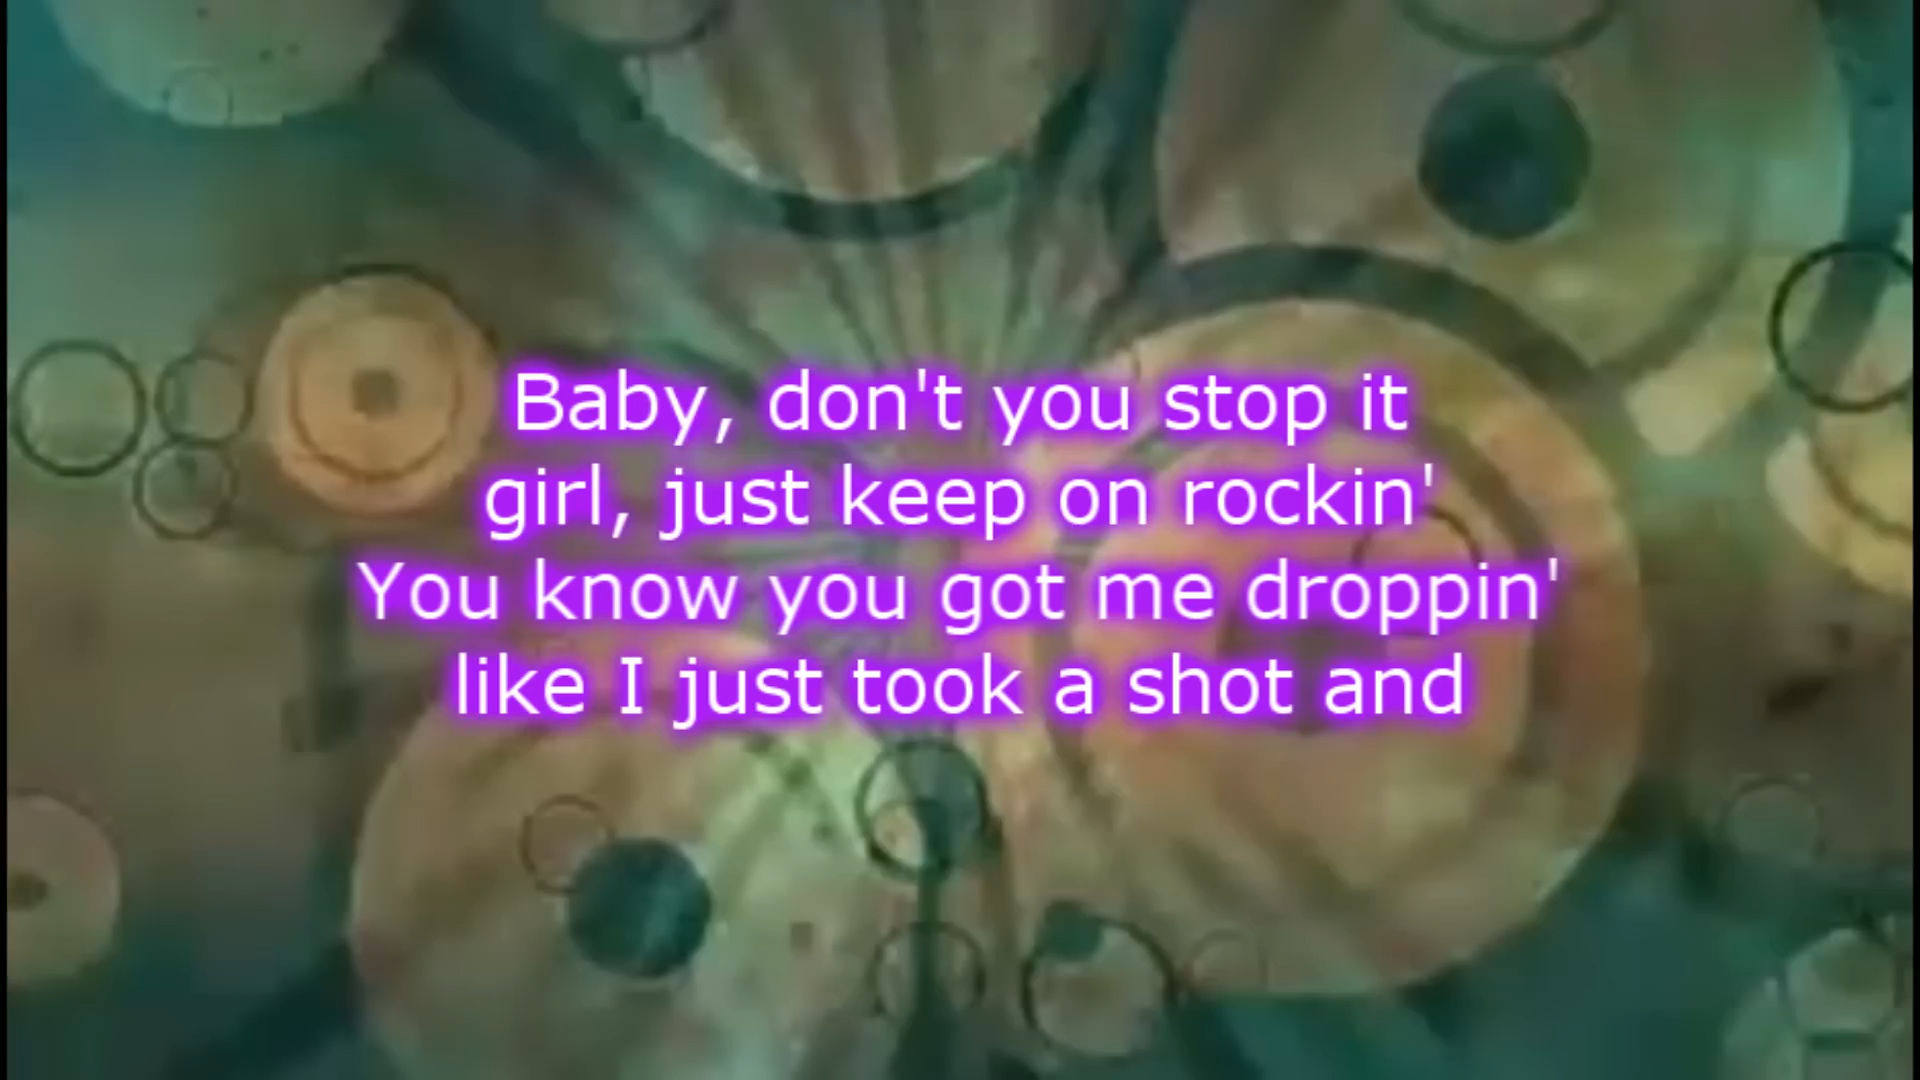 Baby, don't you stop it
girl, just keep on rockin'
You know you got me droppin'
like I just took a shot and